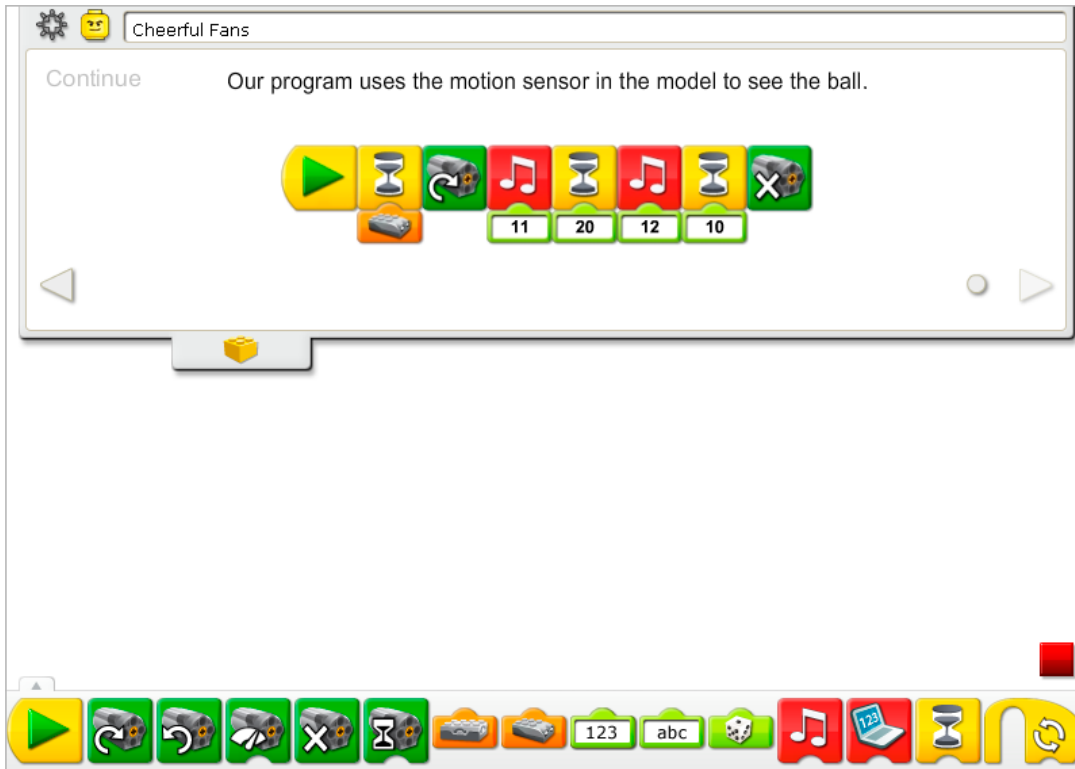 Cheerful Fans
Continue
Our program uses the motion sensor in the model to see the ball.
11 20 12 10
123 abc 123